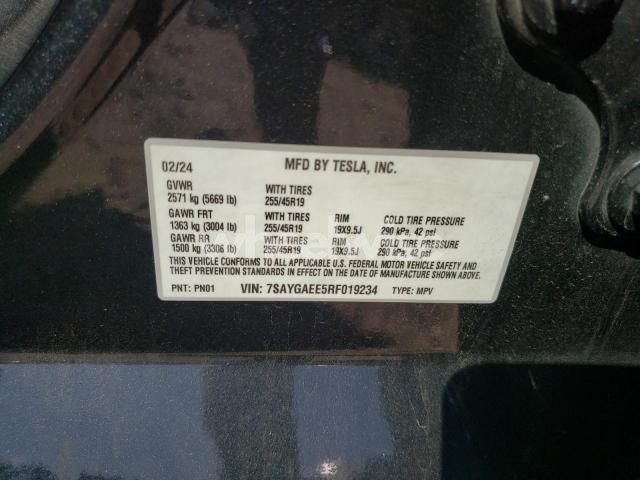 02/24 MFD BY TESLA, INC.
GVWR WITH TIRES
2571 kg (5669 lb) 255/45R19
GAWR FRT WITH TIRES RIM COLD TIRE PRESSURE
1363 kg (3004 lb) 255/45R19 19X9.5J 290 kPa, 42 psi
GAWR RR WITH TIRES RIM COLD TIRE PRESSURE
1500 kg (3306 lb) 255/45R19 19X9.5J 290 kPa, 42 psi
THIS VEHICLE CONFORMS TO ALL APPLICABLE U.S. FEDERAL MOTOR VEHICLE SAFETY AND
THEFT PREVENTION STANDARDS IN EFFECT ON THE DATE OF MANUFACTURE SHOWN ABOVE.
PNT: PN01 VIN: 7SAYGAEE5RF019234 TYPE: MPV